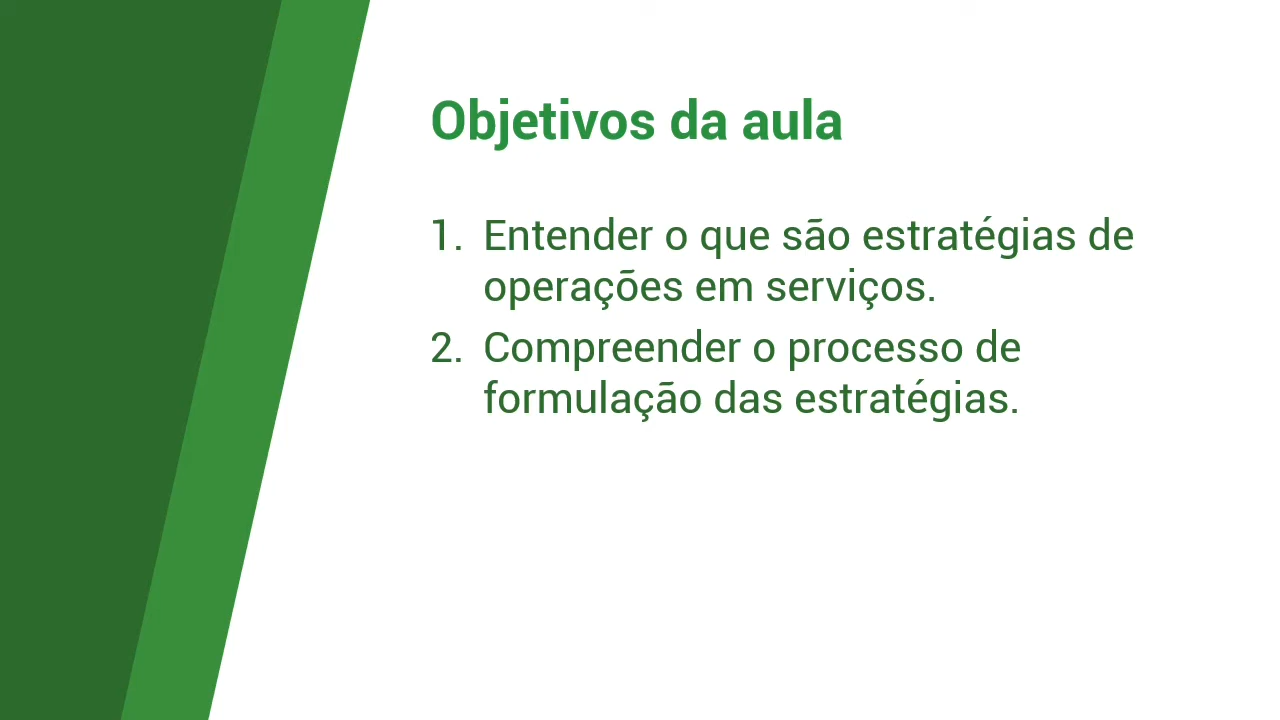 Objetivos da aula
1. Entender o que são estratégias de
operações em serviços.
2. Compreender o processo de
formulação das estratégias.